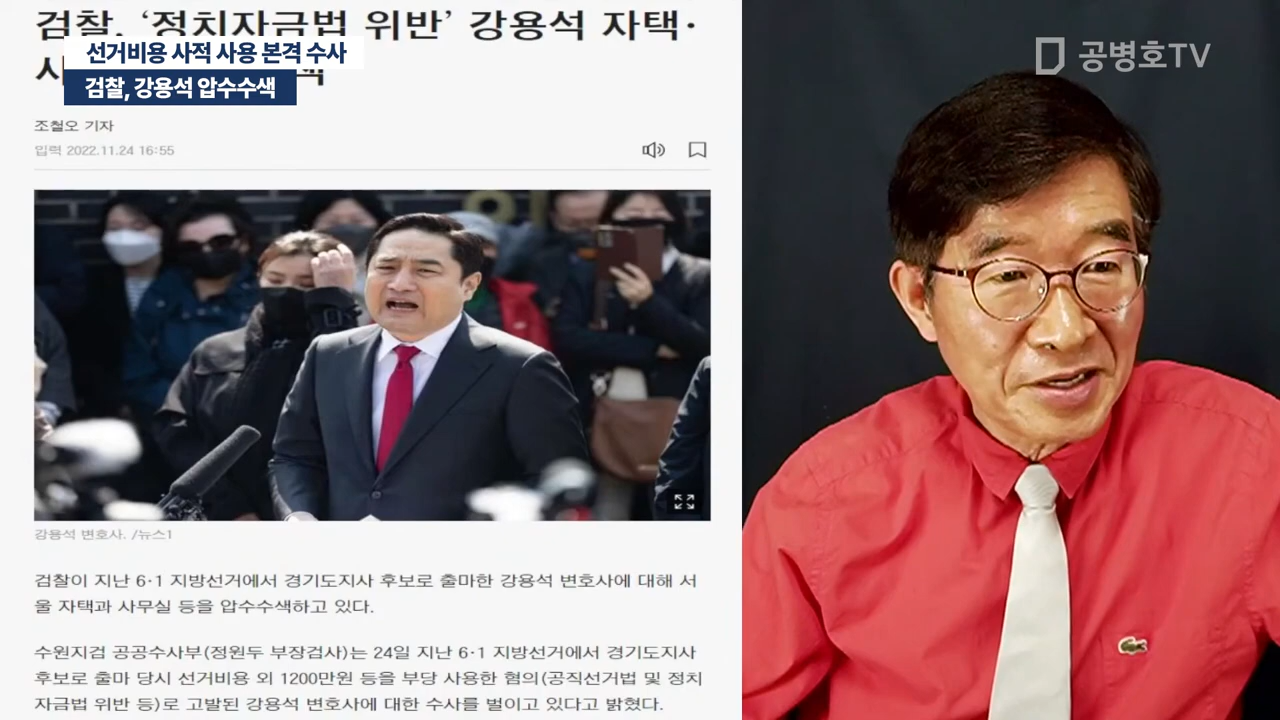 검찰, ‘정치자금법 위반’ 강용석 자택·
선거비용 사적 사용 본격 수사
검찰, 강용석 압수수색
공병호TV
조철오 기자
입력 2022.11.24 16:55
강용석 변호사. /뉴스1
검찰이 지난 6·1 지방선거에서 경기도지사 후보로 출마한 강용석 변호사에 대해 서
울 자택과 사무실 등을 압수수색하고 있다.
수원지검 공공수사부(정원두 부장검사)는 24일 지난 6·1 지방선거에서 경기도지사
후보로 출마 당시 선거비용 외 1200만원 등을 부당 사용한 혐의(공직선거법 및 정치
자금법 위반 등)로 고발된 강용석 변호사에 대한 수사를 벌이고 있다고 밝혔다.